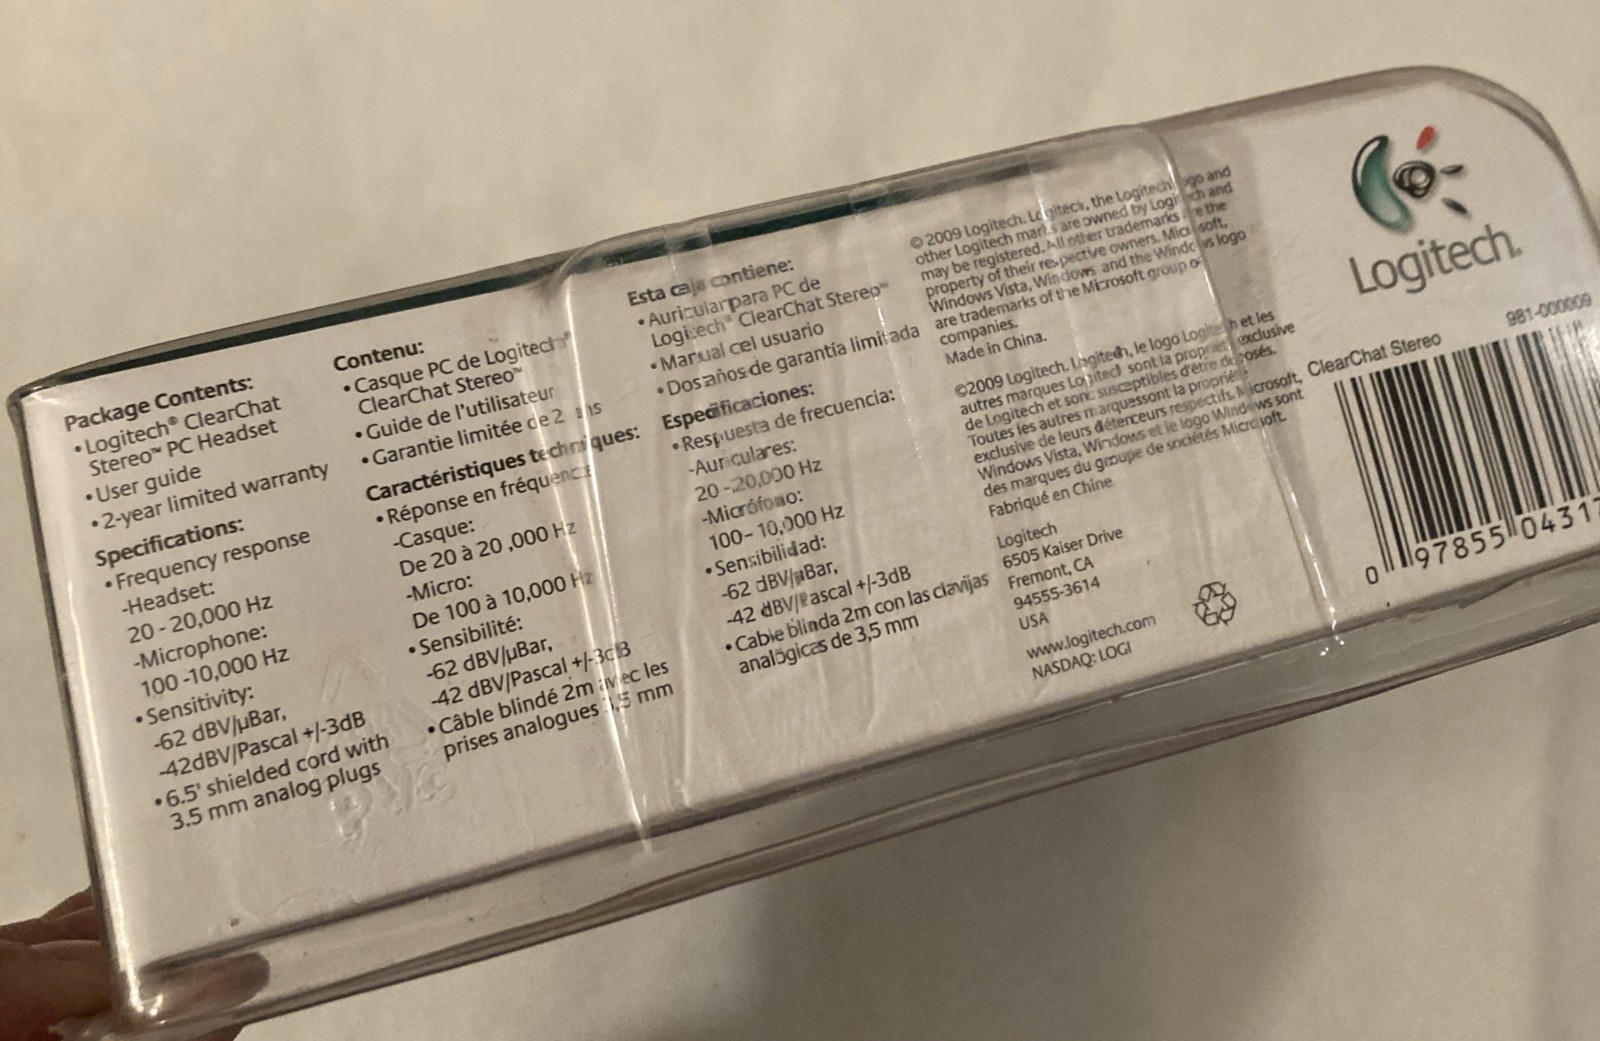 Package Contents:
• Logitech® ClearChat
Stereo™ PC Headset
• User guide
• 2-year limited warranty
Specifications:
• Frequency response
-Headset:
20 - 20,000 Hz
-Microphone:
100 -10,000 Hz
• Sensitivity:
-62 dBV/µBar,
-42dBV/Pascal +/-3dB
• 6.5' shielded cord with
3.5 mm analog plugs
Contenu:
• Casque PC de Logitech®
ClearChat Stereo™
• Guide de l'utilisateur
• Garantie limitée de 2 ans
Caractéristiques techniques:
• Réponse en fréquence
-Casque:
De 20 à 20 ,000 Hz
-Micro:
De 100 à 10,000 Hz
• Sensibilité:
-62 dBV/µBar,
-42 dBV/Pascal +/-3dB
• Câble blindé 2m avec les
prises analogues 3,5 mm
Esta caja contiene:
• Auricular para PC de
Logitech® ClearChat Stereo™
• Manual del usuario
• Dos años de garantía limitada
Especificaciones:
• Respuesta de frecuencia:
-Auriculares:
20 - 20,000 Hz
-Micrófono:
100- 10,000 Hz
• Sensibilidad:
-62 dBV/µBar,
-42 dBV/Pascal +/-3dB
• Cable blinda 2m con las clavijas
analógicas de 3,5 mm
© 2009 Logitech. Logitech, the Logitech logo and
other Logitech marks are owned by Logitech and
may be registered. All other trademarks are the
property of their respective owners. Microsoft,
Windows Vista, Windows and the Windows logo
are trademarks of the Microsoft group of
companies.
Made in China.
©2009 Logitech. Logitech, le logo Logitech et les
autres marques Logitech sont la propriété exclusive
de Logitech et sont susceptibles d'être déposés.
Toutes les autres marques sont la propriété
exclusive de leurs détenteurs respectifs. Microsoft,
Windows Vista, Windows et le logo Windows sont
des marques du groupe de sociétés Microsoft.
Fabriqué en Chine
Logitech
6505 Kaiser Drive
Fremont, CA
94555-3614
USA
www.logitech.com
NASDAQ: LOGI
Logitech®
981-000009
ClearChat Stereo
0 97855 04317
PVC